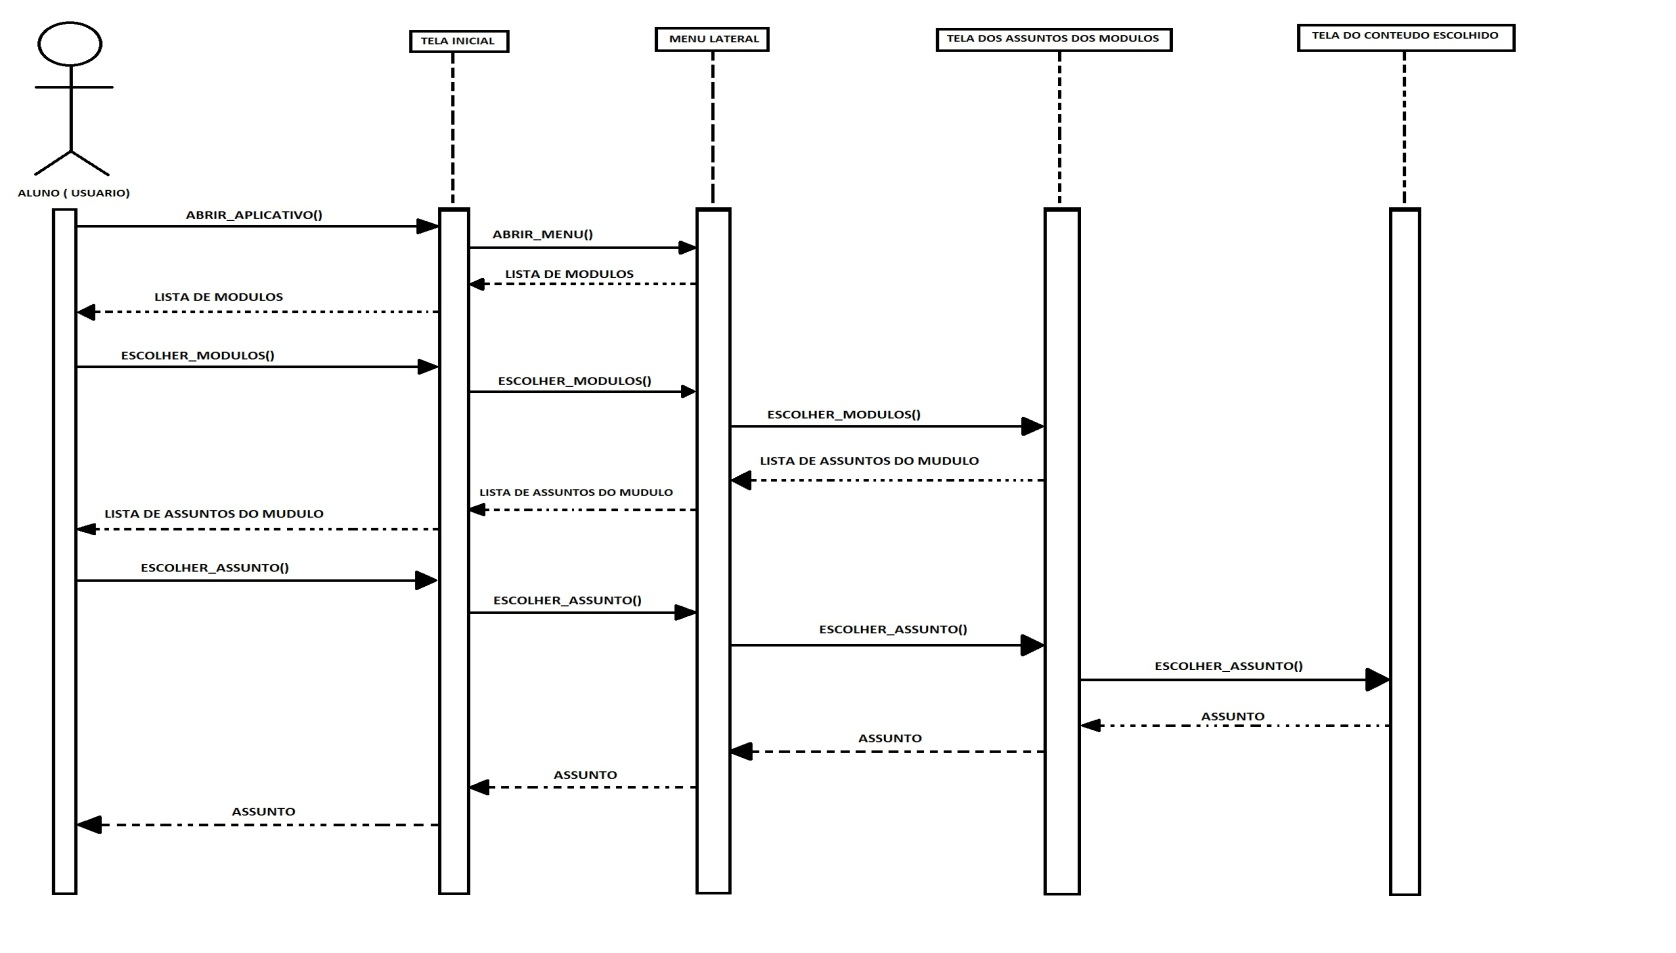 TELA INICIAL
MENU LATERAL
TELA DOS ASSUNTOS DOS MODULOS
TELA DO CONTEUDO ESCOLHIDO
ALUNO ( USUARIO)
ABRIR_APLICATIVO()
ABRIR_MENU()
LISTA DE MODULOS
LISTA DE MODULOS
ESCOLHER_MODULOS()
ESCOLHER_MODULOS()
ESCOLHER_MODULOS()
LISTA DE ASSUNTOS DO MUDULO
LISTA DE ASSUNTOS DO MUDULO
LISTA DE ASSUNTOS DO MUDULO
ESCOLHER_ASSUNTO()
ESCOLHER_ASSUNTO()
ESCOLHER_ASSUNTO()
ESCOLHER_ASSUNTO()
ASSUNTO
ASSUNTO
ASSUNTO
ASSUNTO